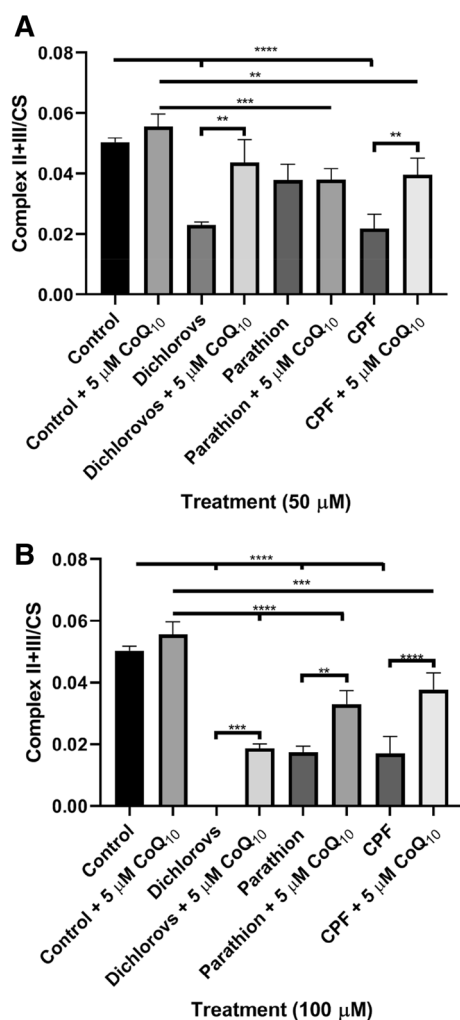 A
****
**
***
**
**
Complex II+III/CS
0.08
0.06
0.04
0.02
0.00
Control
Control + 5 μM CoQ10
Dichlorvs
Dichlorovos + 5 μM CoQ10
Parathion
Parathion + 5 μM CoQ10
CPF
CPF + 5 μM CoQ10
Treatment (50 μM)
B
****
***
****
***
**
****
Complex II+III/CS
0.08
0.06
0.04
0.02
0.00
Control
Control + 5 μM CoQ10
Dichlorvs
Dichlorovs + 5 μM CoQ10
Parathion
Parathion + 5 μM CoQ10
CPF
CPF + 5 μM CoQ10
Treatment (100 μM)